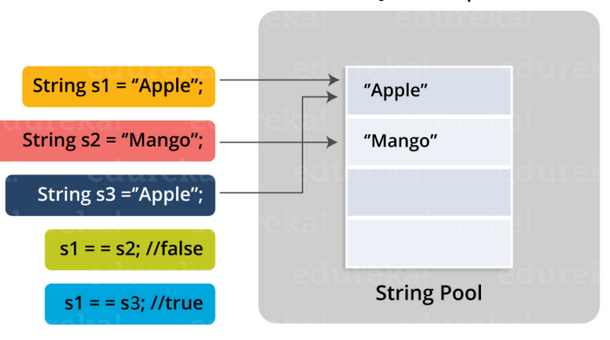 String s1 = “Apple”;
String s2 = “Mango”;
String s3 =“Apple”;
s1 = = s2; //false
s1 = = s3; //true
“Apple”
“Mango”
String Pool
edureka!